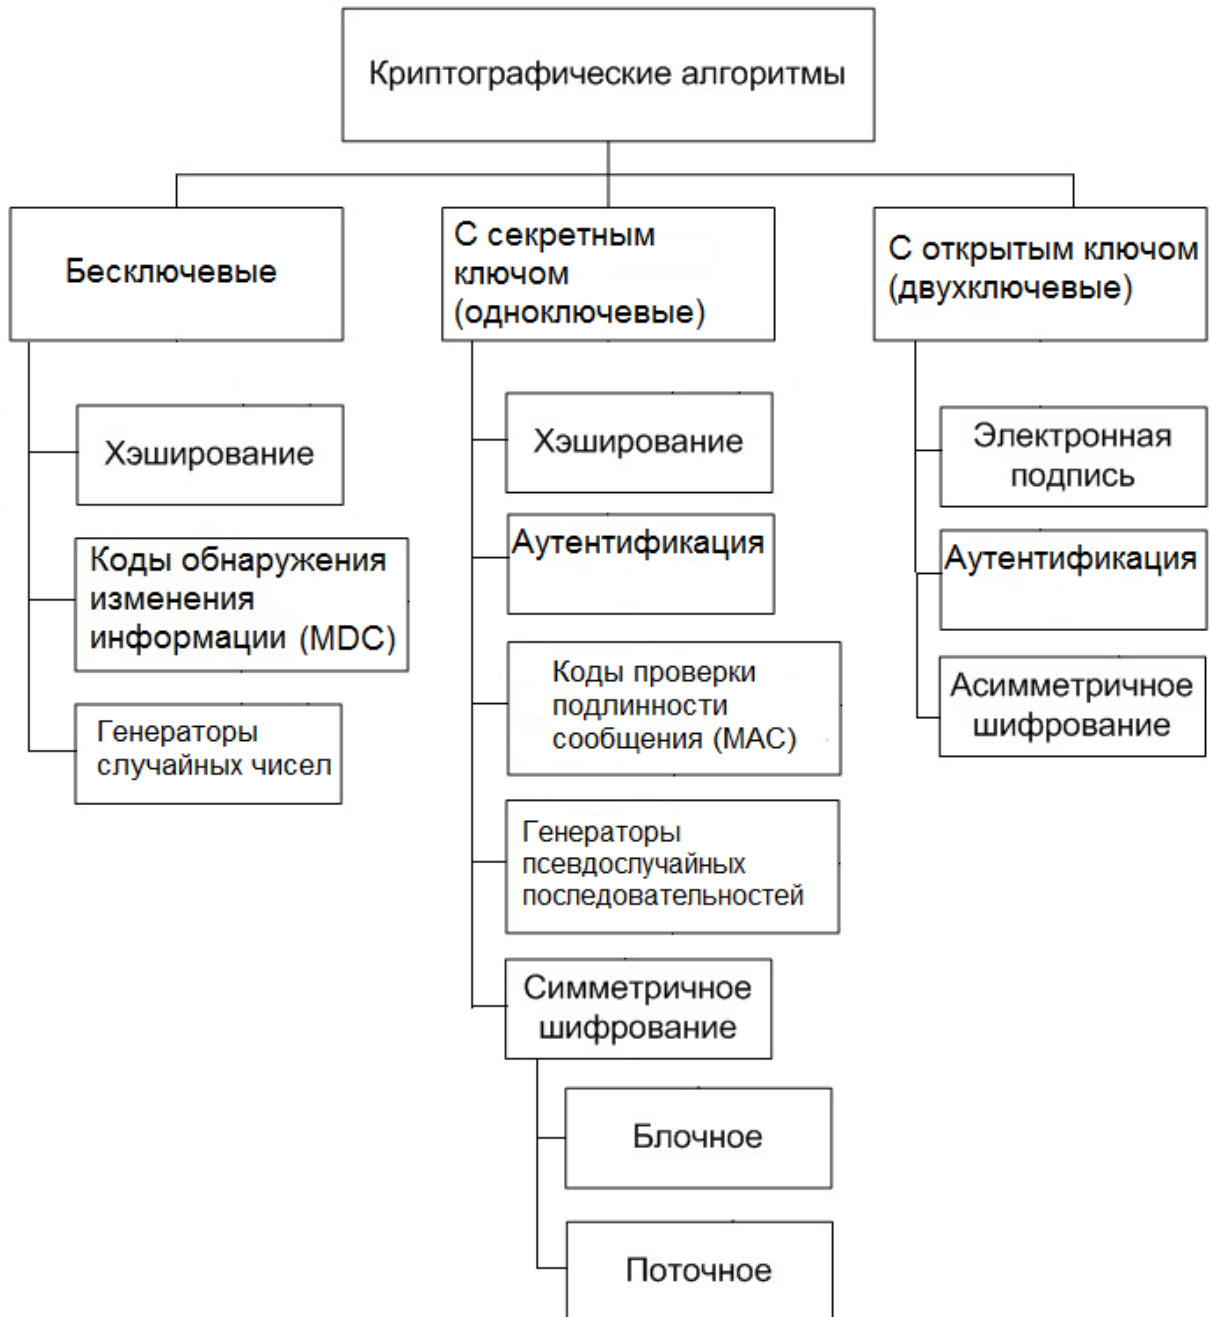 Криптографические алгоритмы
Бесключевые
С секретным
ключом
(одноключевые)
С открытым ключом
(двухключевые)
Хэширование
Коды обнаружения
изменения
информации (MDC)
Генераторы
случайных чисел
Хэширование
Аутентификация
Коды проверки
подлинности
сообщения (MAC)
Генераторы
псевдослучайных
последовательностей
Симметричное
шифрование
Блочное
Поточное
Электронная
подпись
Аутентификация
Асимметричное
шифрование